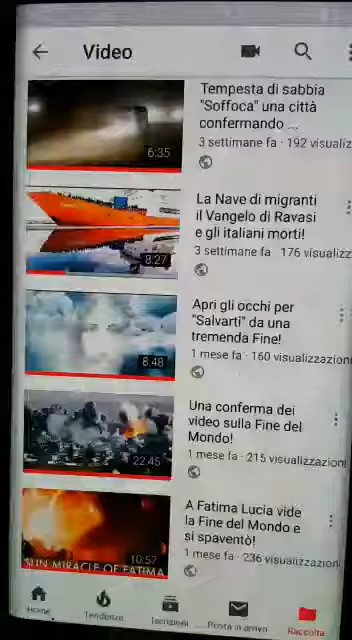 Video
Tempesta di sabbia
"Soffoca" una città
confermando ...
6:35
3 settimane fa · 192 visualiz
La Nave di migranti
il Vangelo di Ravasi
e gli italiani morti!
8:27
3 settimane fa 176 visualizz
Apri gli occhi per
"Salvarti" da una
tremenda Fine!
8:48
1 mese fa · 160 visualizzazion
Una conferma dei
video sulla Fine del
Mondo!
22:45
1 mese fa · 215 visualizzazioni
A Fatima Lucia vide
la Fine del Mondo e
si spaventò!
10:57
SUN MIRACLE OF FATIMA
1 mese fa · 236 visualizzazioni
Home
Tendenze
Iscrizioni
Posta in arrivo
Raccolta